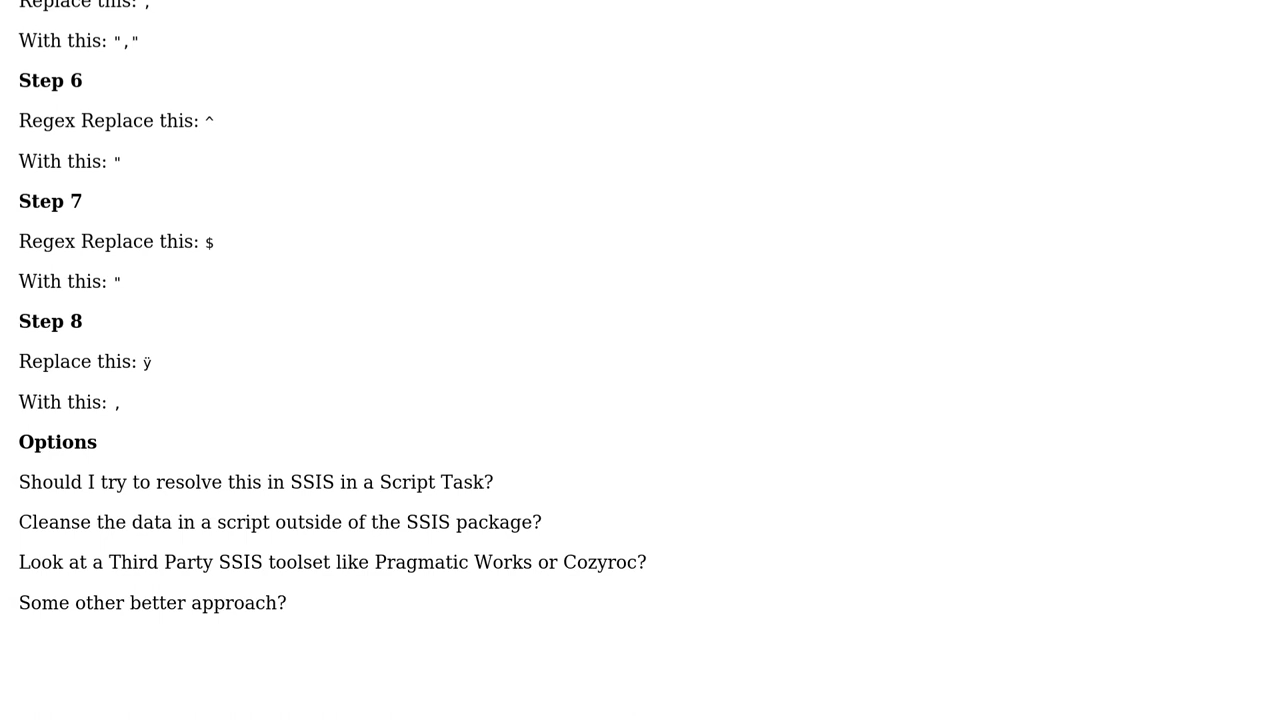 Replace this: ,
With this: ","
Step 6
Regex Replace this: ^
With this: "
Step 7
Regex Replace this: $
With this: "
Step 8
Replace this: ÿ
With this: ,
Options
Should I try to resolve this in SSIS in a Script Task?
Cleanse the data in a script outside of the SSIS package?
Look at a Third Party SSIS toolset like Pragmatic Works or Cozyroc?
Some other better approach?